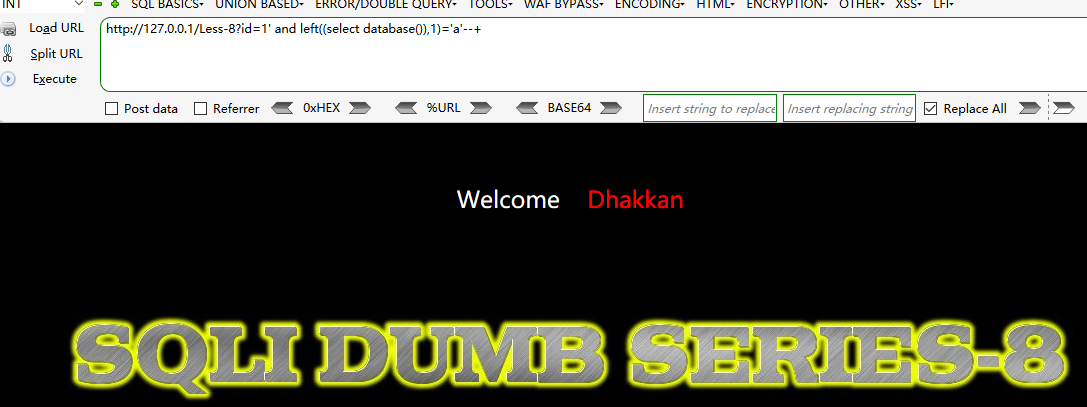 INT SQL BASICS UNION BASED ERROR/DOUBLE QUERY TOOLS WAF BYPASS ENCODING HTML ENCRYPTION OTHER XSS LFI
Load URL http://127.0.0.1/Less-8?id=1' and left((select database()),1)='a'--+
Split URL
Execute
Post data Referrer 0xHEX %URL BASE64 Insert string to replace Insert replacing string Replace All
Welcome Dhakkan
SQLI DUMB SERIES-8